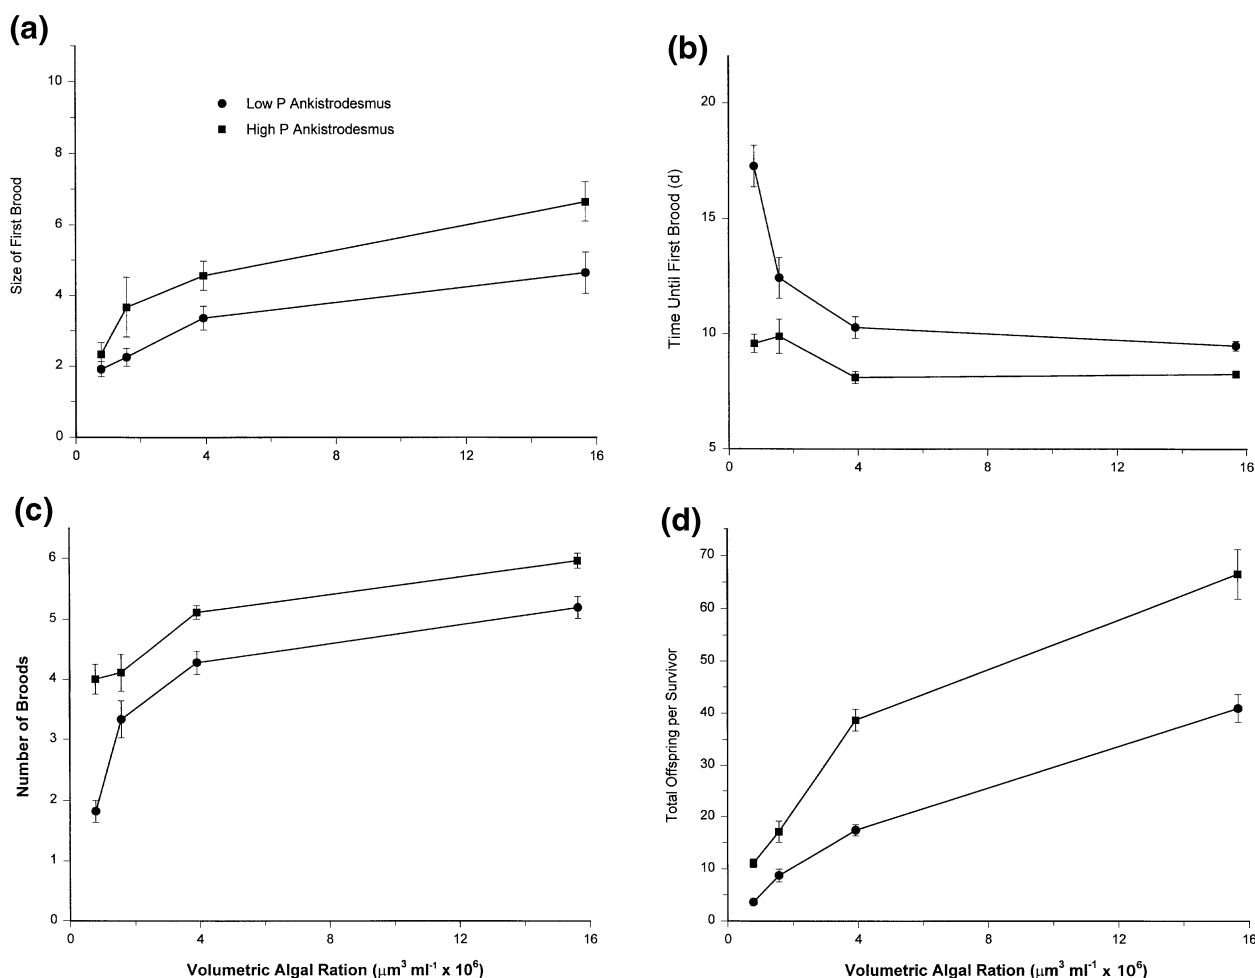 (a)
10
8
6
4
2
0
Size of First Brood
Low P Ankistrodesmus
High P Ankistrodesmus
0 4 8 12 16
(b)
20
15
10
5
Time Until First Brood (d)
0 4 8 12 16
(c)
6
5
4
3
2
1
0
Number of Broods
0 4 8 12 16
Volumetric Algal Ration (μm³ ml⁻¹ x 10⁶)
(d)
70
60
50
40
30
20
10
0
Total Offspring per Survivor
0 4 8 12 16
Volumetric Algal Ration (μm³ ml⁻¹ x 10⁶)